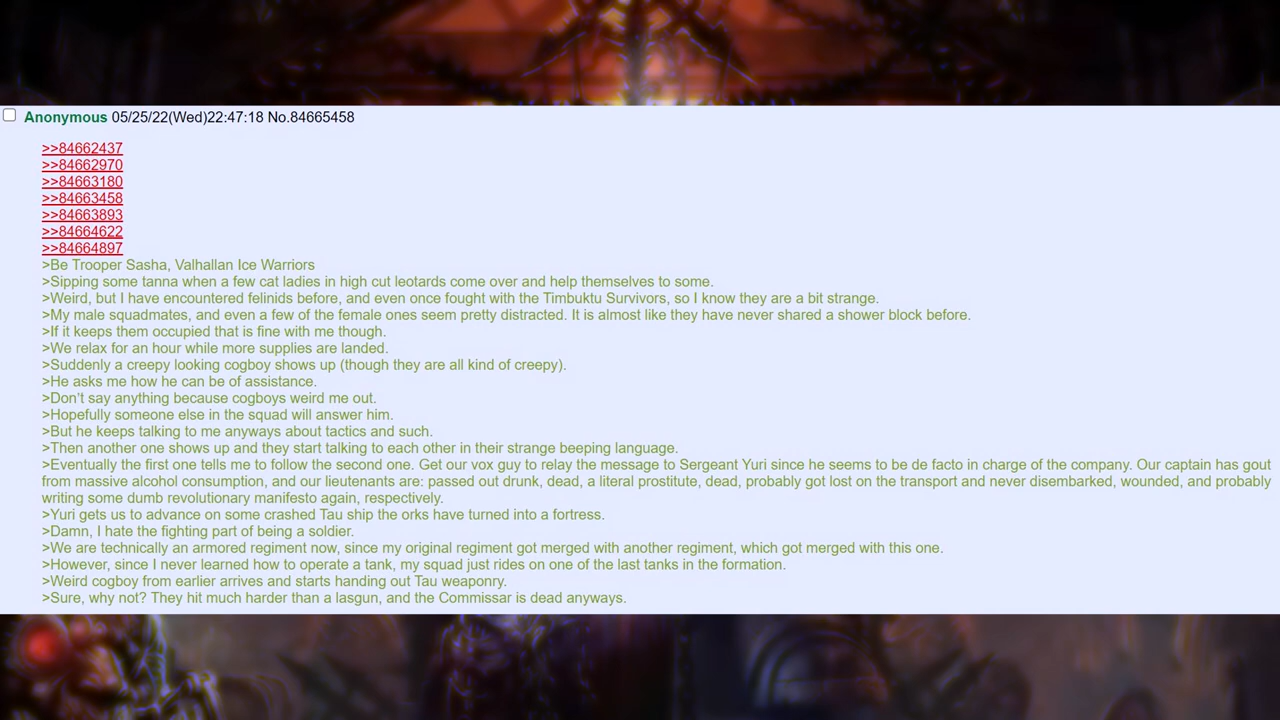 Anonymous 05/25/22(Wed)22:47:18 No.84665458
>>84662437
>>84662970
>>84663180
>>84663458
>>84663893
>>84664622
>>84664897
>Be Trooper Sasha, Valhallan Ice Warriors
>Sipping some tanna when a few cat ladies in high cut leotards come over and help themselves to some.
>Weird, but I have encountered felinids before, and even once fought with the Timbuktu Survivors, so I know they are a bit strange.
>My male squadmates, and even a few of the female ones seem pretty distracted. It is almost like they have never shared a shower block before.
>If it keeps them occupied that is fine with me though.
>We relax for an hour while more supplies are landed.
>Suddenly a creepy looking cogboy shows up (though they are all kind of creepy).
>He asks me how he can be of assistance.
>Don’t say anything because cogboys weird me out.
>Hopefully someone else in the squad will answer him.
>But he keeps talking to me anyways about tactics and such.
>Then another one shows up and they start talking to each other in their strange beeping language.
>Eventually the first one tells me to follow the second one. Get our vox guy to relay the message to Sergeant Yuri since he seems to be de facto in charge of the company. Our captain has gout
from massive alcohol consumption, and our lieutenants are: passed out drunk, dead, a literal prostitute, dead, probably got lost on the transport and never disembarked, wounded, and probably
writing some dumb revolutionary manifesto again, respectively.
>Yuri gets us to advance on some crashed Tau ship the orks have turned into a fortress.
>Damn, I hate the fighting part of being a soldier.
>We are technically an armored regiment now, since my original regiment got merged with another regiment, which got merged with this one.
>However, since I never learned how to operate a tank, my squad just rides on one of the last tanks in the formation.
>Weird cogboy from earlier arrives and starts handing out Tau weaponry.
>Sure, why not? They hit much harder than a lasgun, and the Commissar is dead anyways.